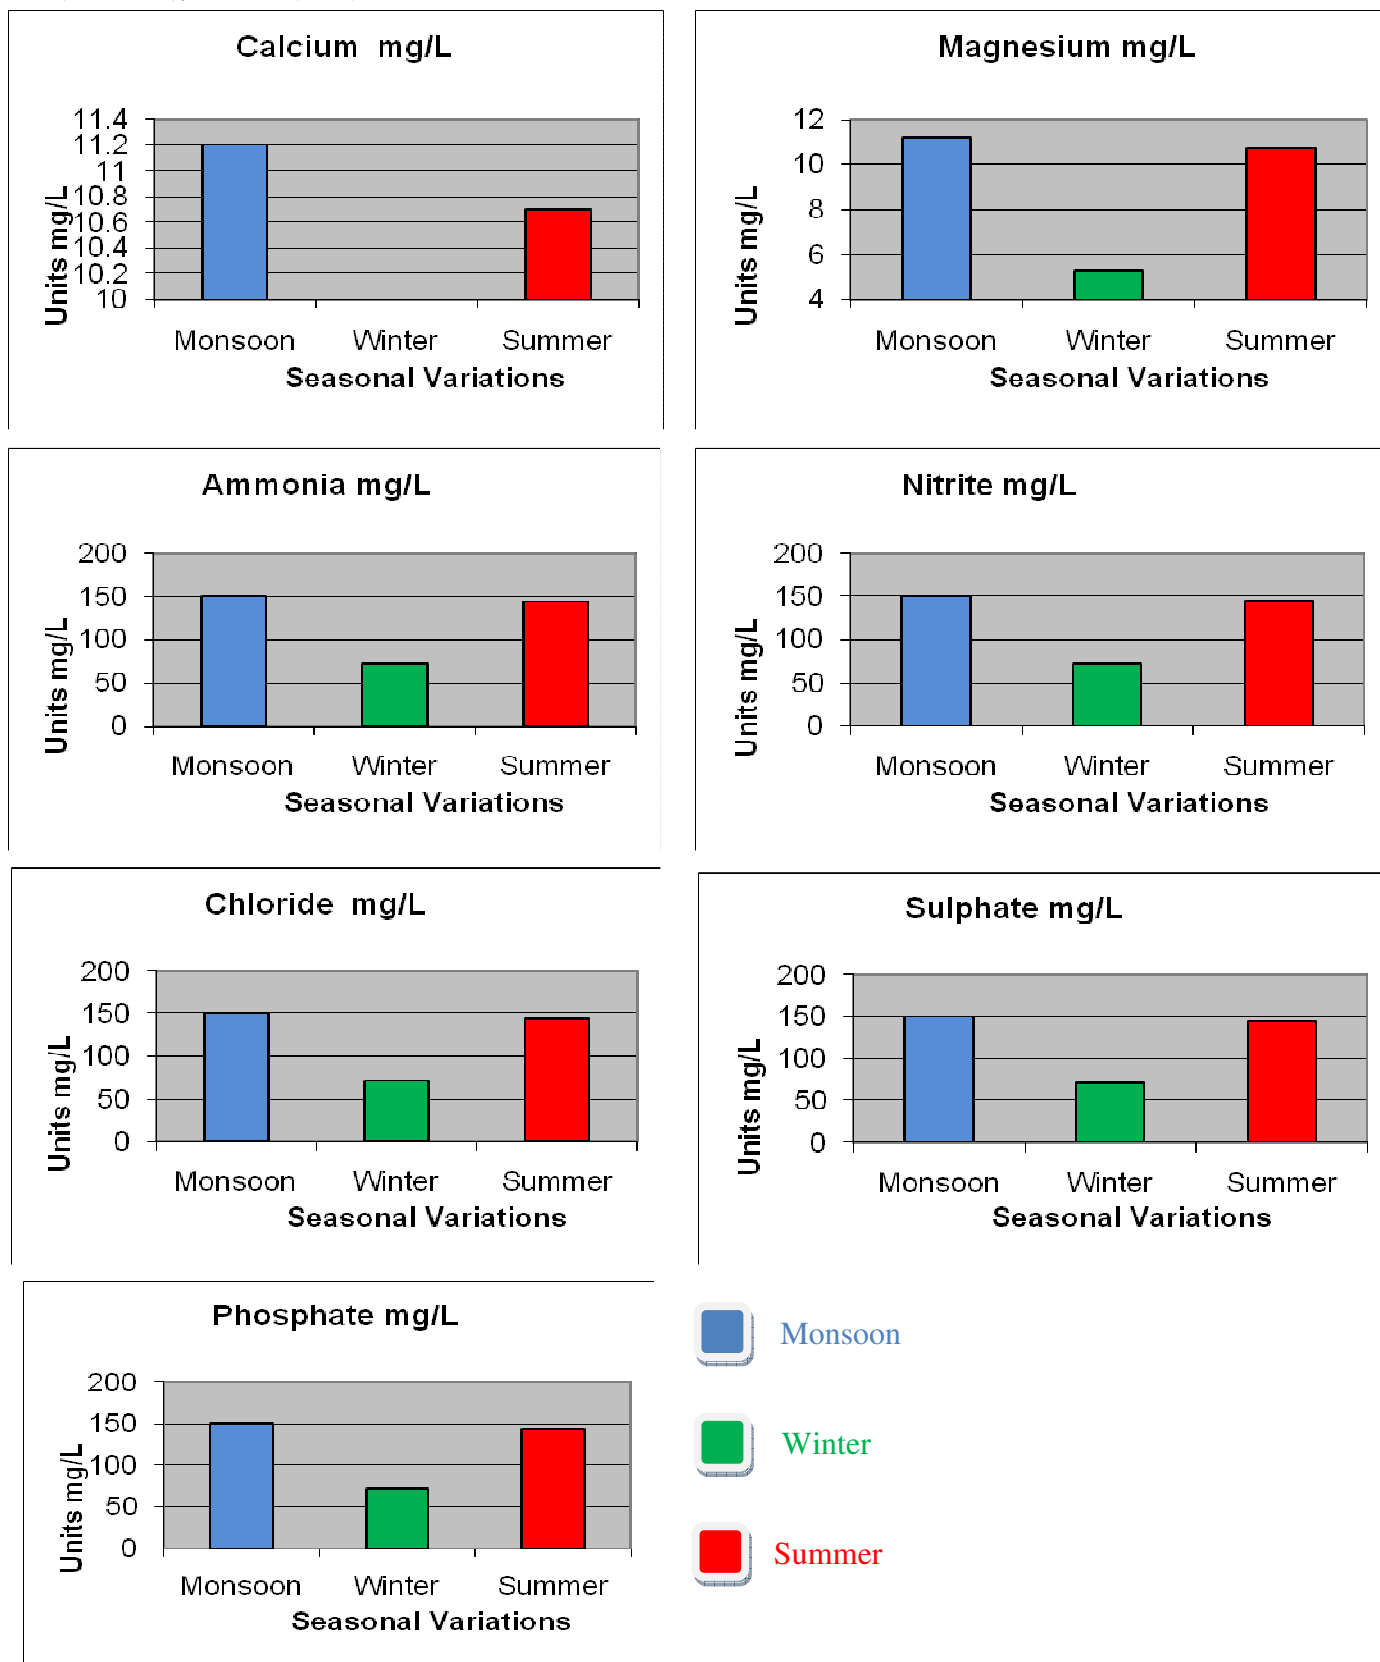 Calcium mg/L
11.4
11.2
11
10.8
10.6
10.4
10.2
10
Units mg/L
Monsoon Winter Summer
Seasonal Variations
Magnesium mg/L
12
10
8
6
4
Units mg/L
Monsoon Winter Summer
Seasonal Variations
Ammonia mg/L
200
150
100
50
0
Units mg/L
Monsoon Winter Summer
Seasonal Variations
Nitrite mg/L
200
150
100
50
0
Units mg/L
Monsoon Winter Summer
Seasonal Variations
Chloride mg/L
200
150
100
50
0
Units mg/L
Monsoon Winter Summer
Seasonal Variations
Sulphate mg/L
200
150
100
50
0
Units mg/L
Monsoon Winter Summer
Seasonal Variations
Phosphate mg/L
200
150
100
50
0
Units mg/L
Monsoon Winter Summer
Seasonal Variations
Monsoon
Winter
Summer